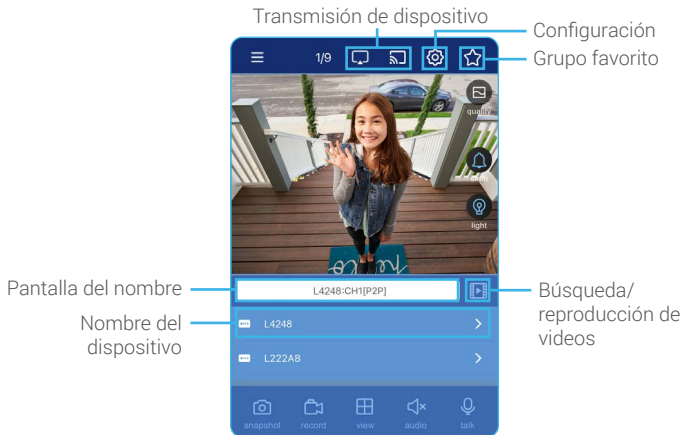 Transmisión de dispositivo
Configuración
Grupo favorito
1/9
quality
light
Pantalla del nombre
L4248:CH1[P2P]
Búsqueda/
reproducción de
videos
Nombre del
dispositivo
L4248
L222A8
snapshot
record
view
audio
talk